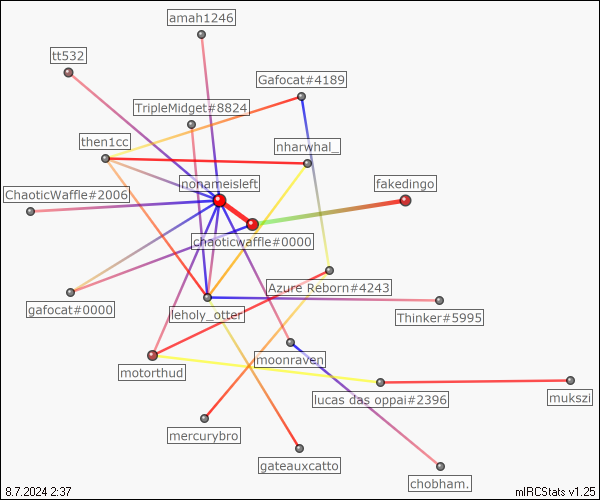 amah1246
tt532
Gafocat#4189
TripleMidget#8824
then1cc
nharwhal_
nonameisleft
fakedingo
ChaoticWaffle#2006
chaoticwaffle#0000
Azure Reborn#4243
gafocat#0000
leholy_otter
Thinker#5995
moonraven
motorthud
lucas das oppai#2396
mukszi
mercurybro
gateauxcatto
chobham.
8.7.2024 2:37
mIRCStats v1.25